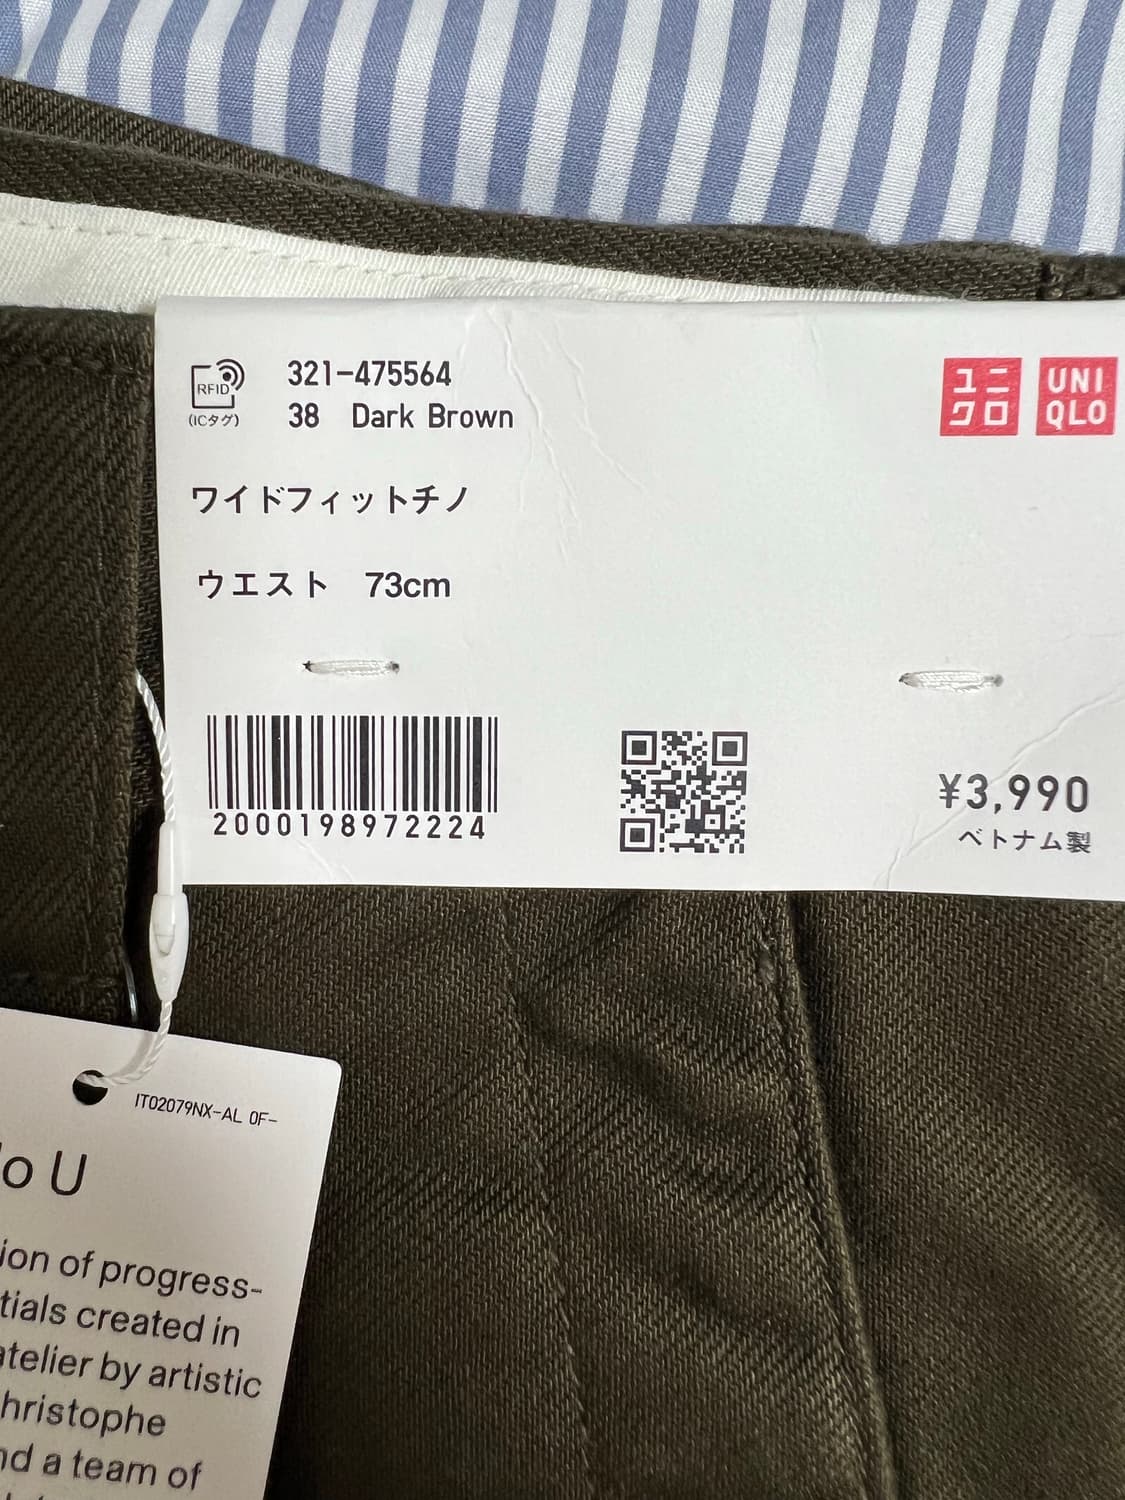 RFID
(ICタグ)
321-475564
38 Dark Brown
ユニ
クロ
UNI
QLO
ワイドフィットチノ
ウエスト 73cm
2000198972224
¥3,990
ベトナム製
IT02079NX-AL 0F-
o U
ion of progress-
tials created in
atelier by artistic
hristophe
nd a team of